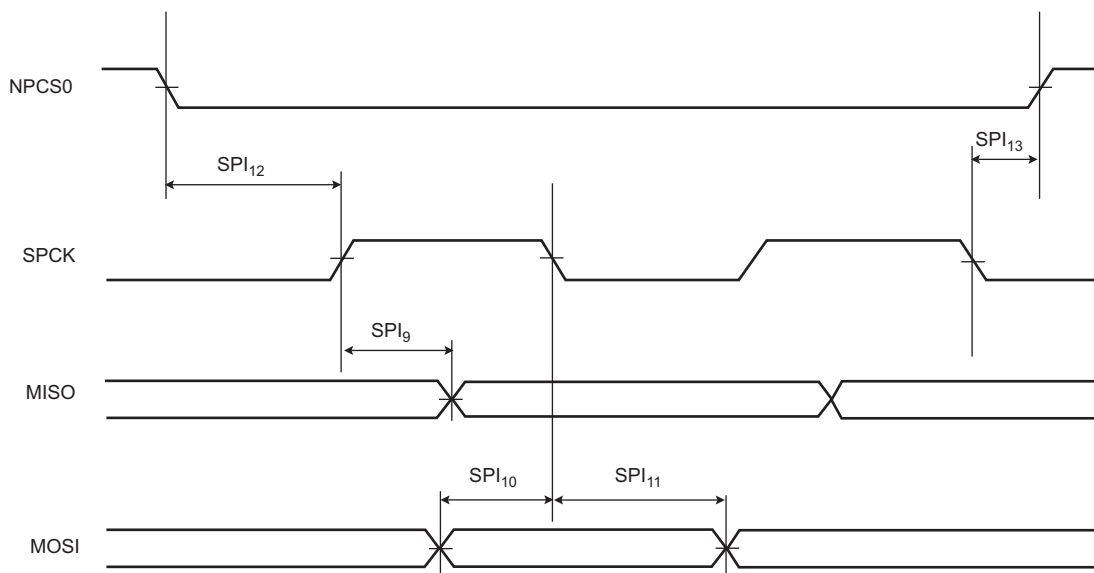 NPCS0
SPI₁₂
SPI₁₃
SPCK
SPI₉
MISO
SPI₁₀
SPI₁₁
MOSI